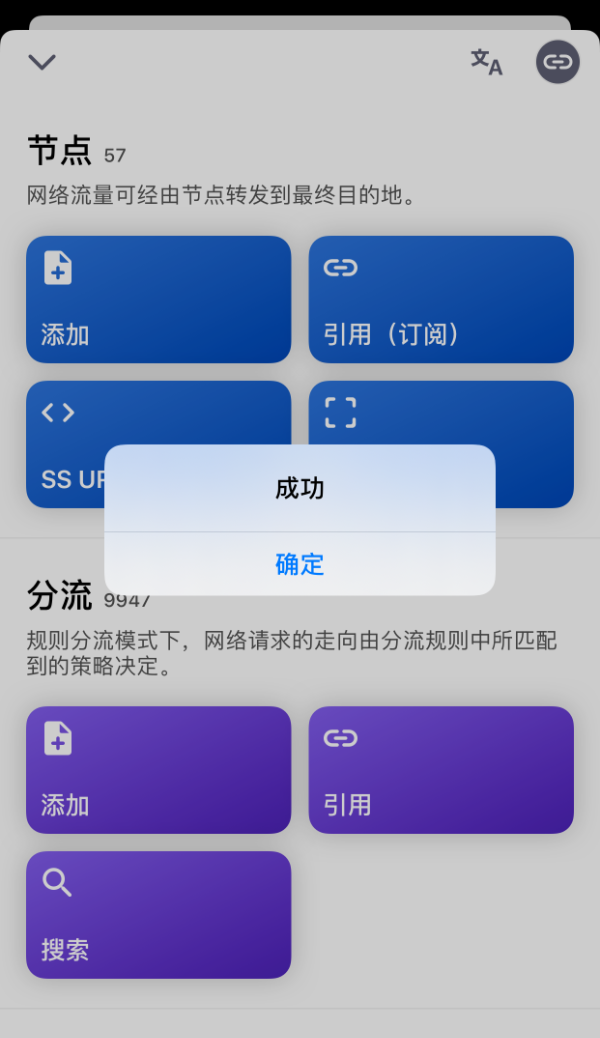 文A
节点 57
网络流量可经由节点转发到最终目的地。
添加
引用（订阅）
SS
成功
确定
分流 9947
规则分流模式下，网络请求的走向由分流规则中所匹配
到的策略决定。
添加
引用
搜索